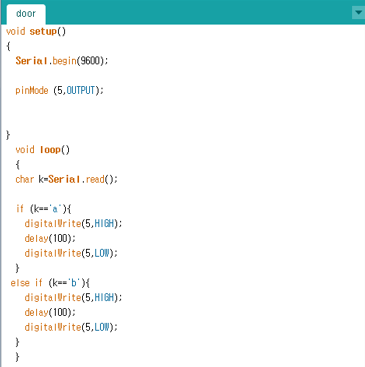 door
void setup()
{
Serial.begin(9600);
pinMode (5,OUTPUT);
}
void loop()
{
char k=Serial.read();
if (k=='a'){
digitalWrite(5,HIGH);
delay(100);
digitalWrite(5,LOW);
}
else if (k=='b'){
digitalWrite(5,HIGH);
delay(100);
digitalWrite(5,LOW);
}
}